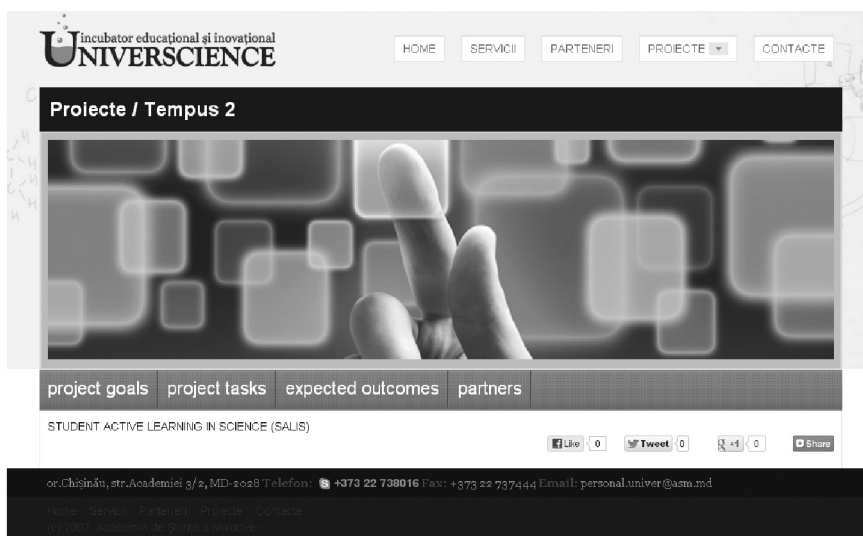 incubator educațional și inovațional
UNIVERSCIENCE
HOME SERVICII PARTENERI PROIECTE CONTACTE
Proiecte / Tempus 2
project goals project tasks expected outcomes partners
STUDENT ACTIVE LEARNING IN SCIENCE (SALIS)
Like 0 Tweet 0 +1 0 Share
or.Chișinău, str.Academiei 3/2, MD-2028 Telefon: +373 22 738016 Fax: +373 22 737444 Email: personal.univer@asm.md
Home Servicii Parteneri Proiecte Contacte
(c) 2007, Academia de Științe a Moldovei